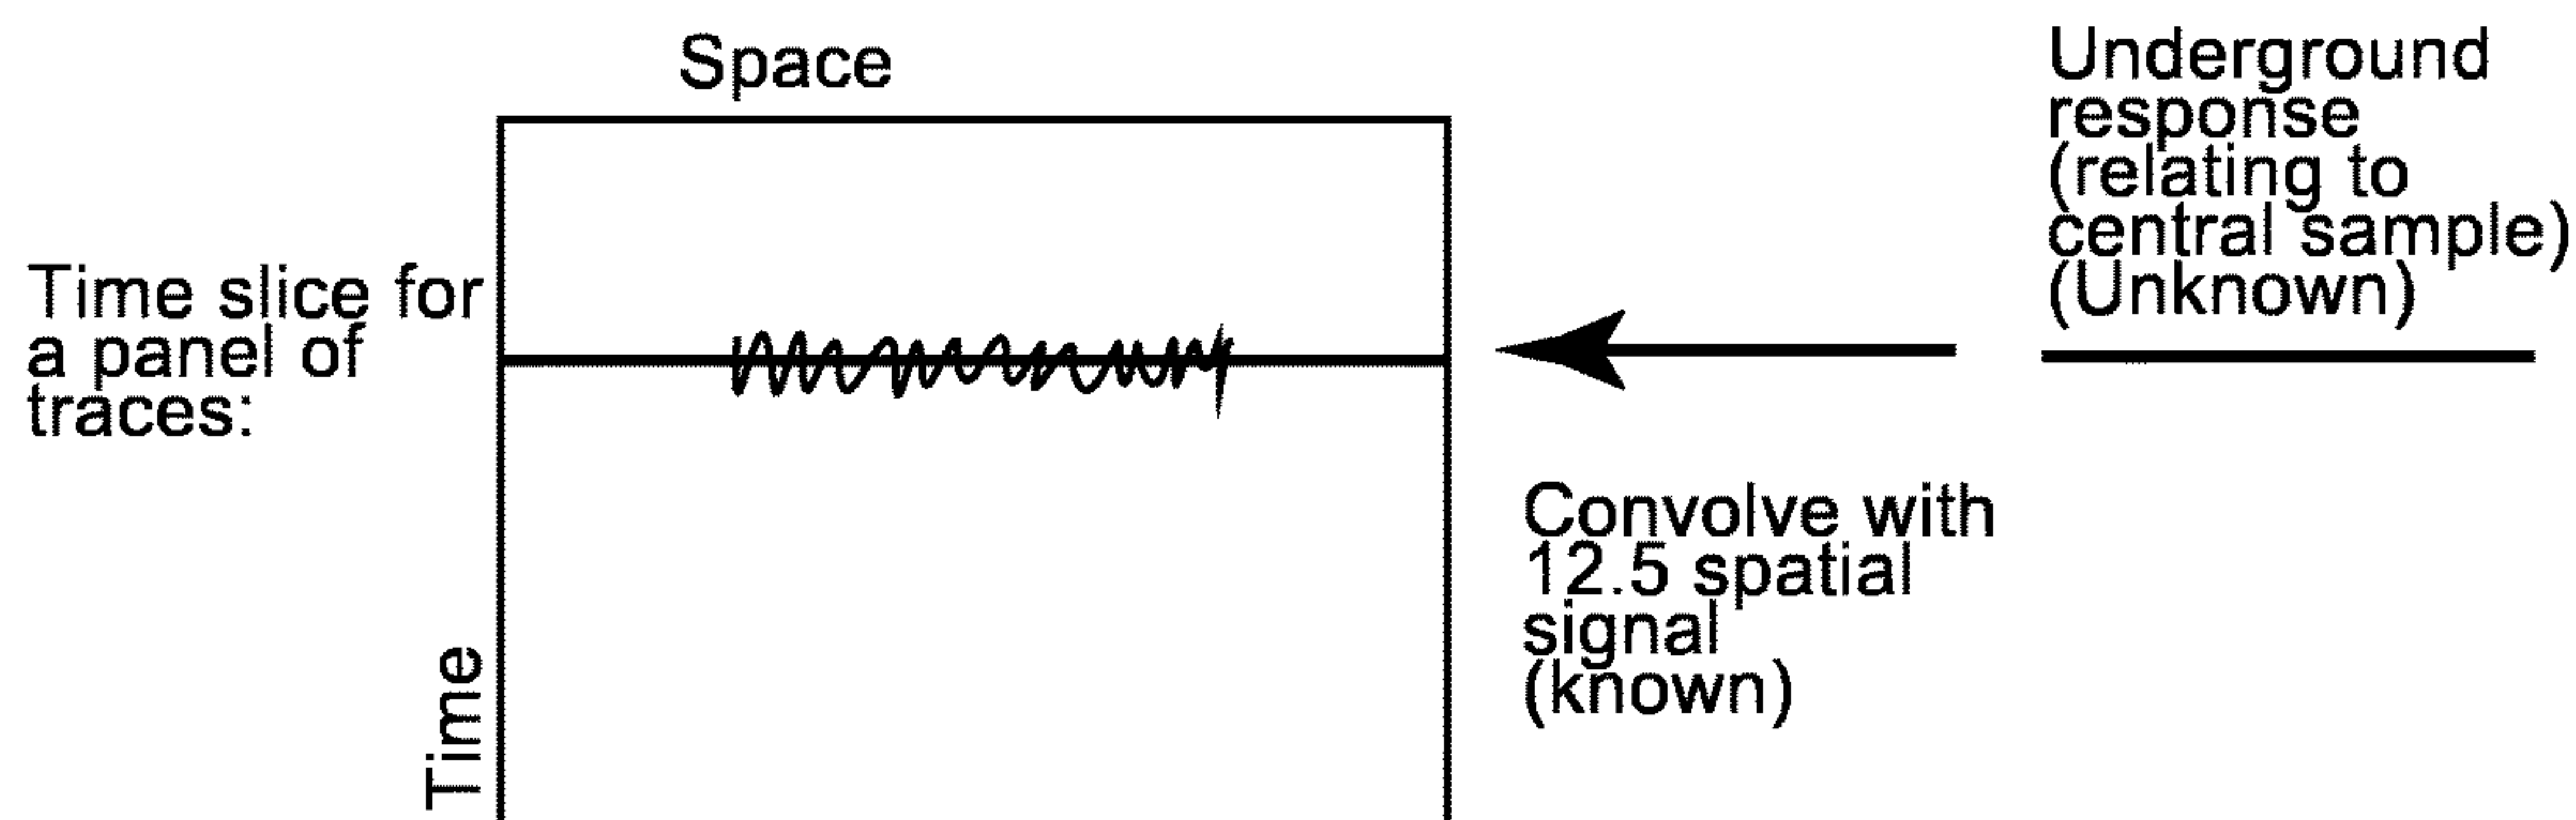 Space
Underground
response
(relating to
central sample)
(Unknown)
Time slice for
a panel of
traces:
Convolve with
12.5 spatial
signal
(known)
Time